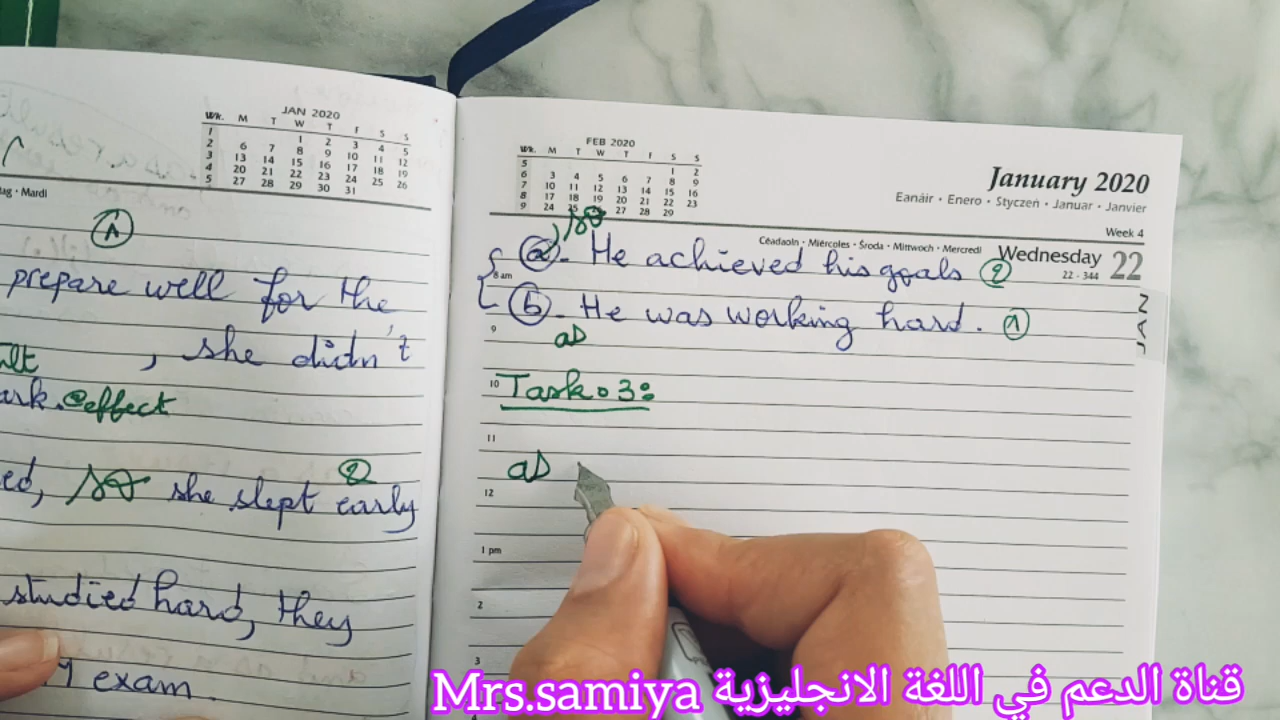 JAN 2020
Wk. M T W T F S S
1 1 2 3 4 5
2 6 7 8 9 10 11 12
3 13 14 15 16 17 18 19
4 20 21 22 23 24 25 26
5 27 28 29 30 31
Mardi
1
prepare well for the
, she didn't
effect
so she slept early
2
studied hard, they
exam.
FEB 2020
Wk. M T W T F S S
5 1 2
6 3 4 5 6 7 8 9
7 10 11 12 13 14 15 16
8 17 18 19 20 21 22 23
9 24 25 26 27 28 29
January 2020
Eanáir • Enero • Styczeń • Januar • Janvier
Week 4
Céadaoin • Miércoles • Środa • Mittwoch • Mercredi Wednesday 22
22 - 344
JAN
, so
8 am
a - He achieved his goals 2
b - He was working hard. 1
9
as
10 Task 3:
11
as
12
1 pm
2
3
Mrs.samiya قناة الدعم في اللغة الانجليزية